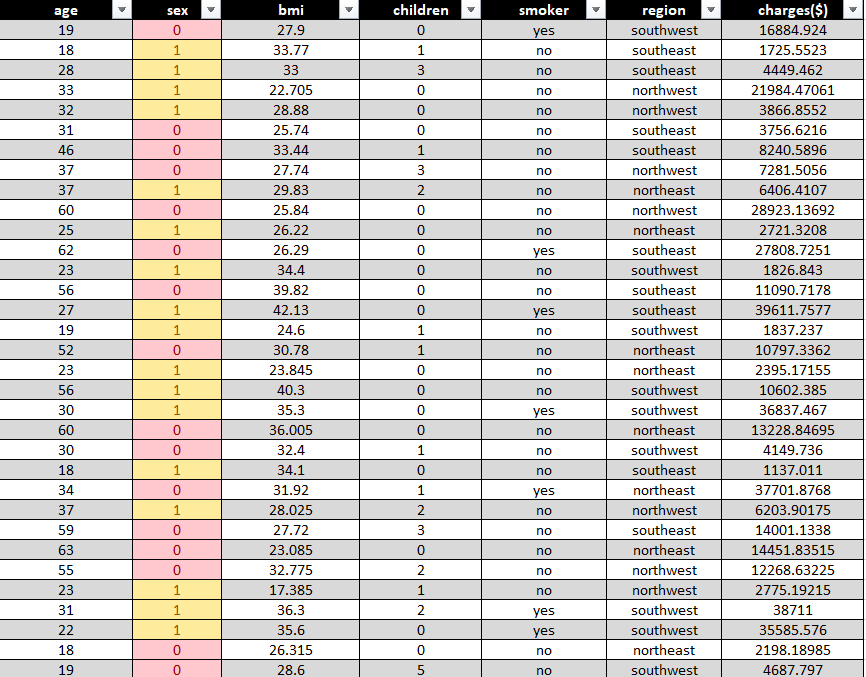 age sex bmi children smoker region charges($)
19 0 27.9 0 yes southwest 16884.924
18 1 33.77 1 no southeast 1725.5523
28 1 33 3 no southeast 4449.462
33 1 22.705 0 no northwest 21984.47061
32 1 28.88 0 no northwest 3866.8552
31 0 25.74 0 no southeast 3756.6216
46 0 33.44 1 no southeast 8240.5896
37 0 27.74 3 no northwest 7281.5056
37 1 29.83 2 no northeast 6406.4107
60 0 25.84 0 no northwest 28923.13692
25 1 26.22 0 no northeast 2721.3208
62 0 26.29 0 yes southeast 27808.7251
23 1 34.4 0 no southwest 1826.843
56 0 39.82 0 no southeast 11090.7178
27 1 42.13 0 yes southeast 39611.7577
19 1 24.6 1 no southwest 1837.237
52 0 30.78 1 no northeast 10797.3362
23 1 23.845 0 no northeast 2395.17155
56 1 40.3 0 no southwest 10602.385
30 1 35.3 0 yes southwest 36837.467
60 0 36.005 0 no northeast 13228.84695
30 0 32.4 1 no southwest 4149.736
18 1 34.1 0 no southeast 1137.011
34 0 31.92 1 yes northeast 37701.8768
37 1 28.025 2 no northwest 6203.90175
59 0 27.72 3 no southeast 14001.1338
63 0 23.085 0 no northeast 14451.83515
55 0 32.775 2 no northwest 12268.63225
23 1 17.385 1 no northwest 2775.19215
31 1 36.3 2 yes southwest 38711
22 1 35.6 0 yes southwest 35585.576
18 0 26.315 0 no northeast 2198.18985
19 0 28.6 5 no southwest 4687.797